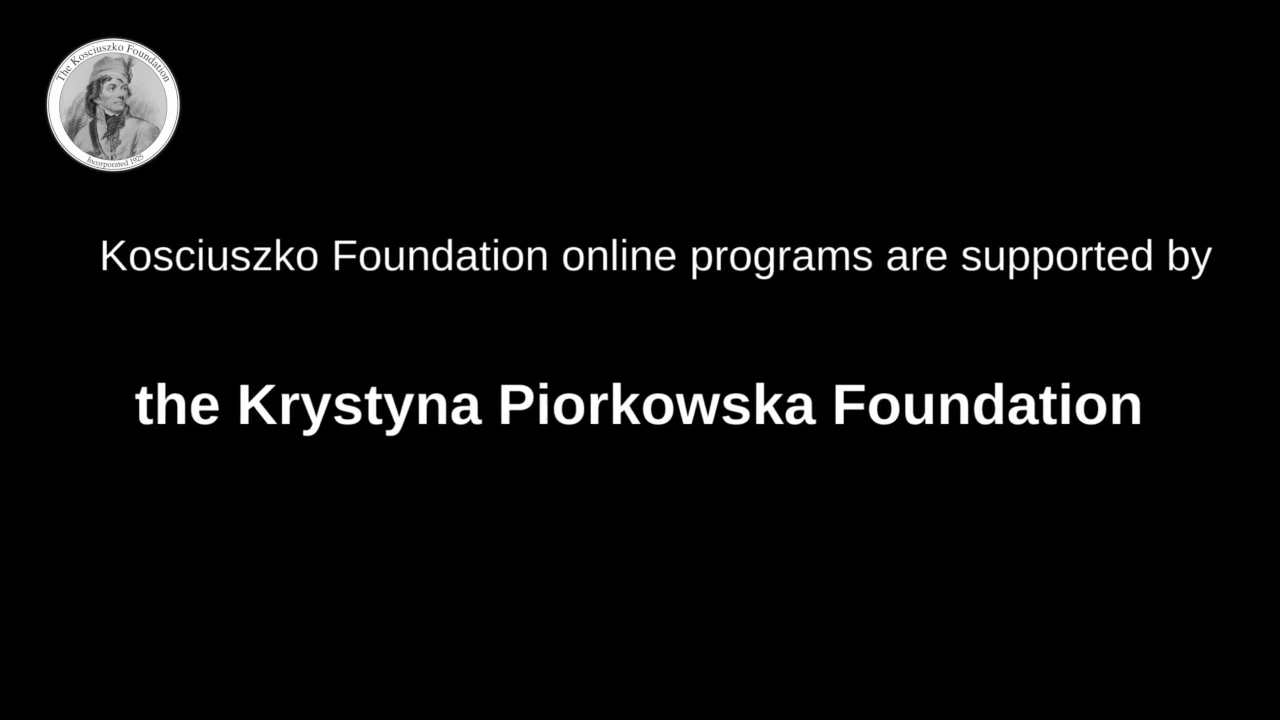 The Kosciuszko Foundation
Incorporated 1925
Kosciuszko Foundation online programs are supported by
the Krystyna Piorkowska Foundation